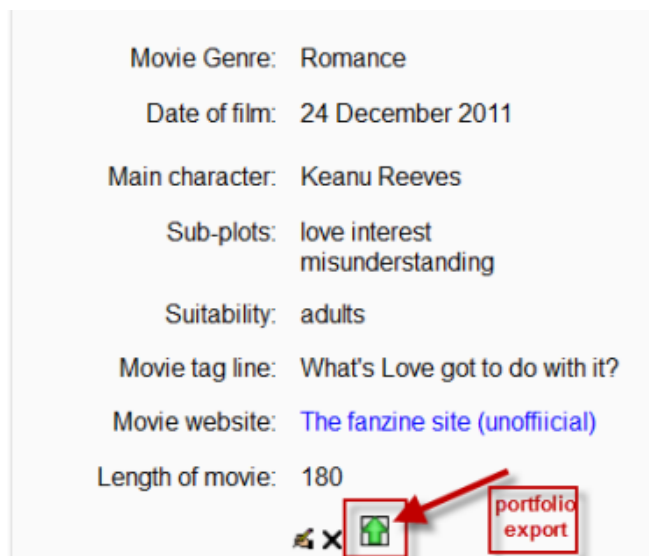 Movie Genre: Romance
Date of film: 24 December 2011
Main character: Keanu Reeves
Sub-plots: love interest
misunderstanding
Suitability: adults
Movie tag line: What's Love got to do with it?
Movie website: The fanzine site (unoffiicial)
Length of movie: 180
portfolio
export